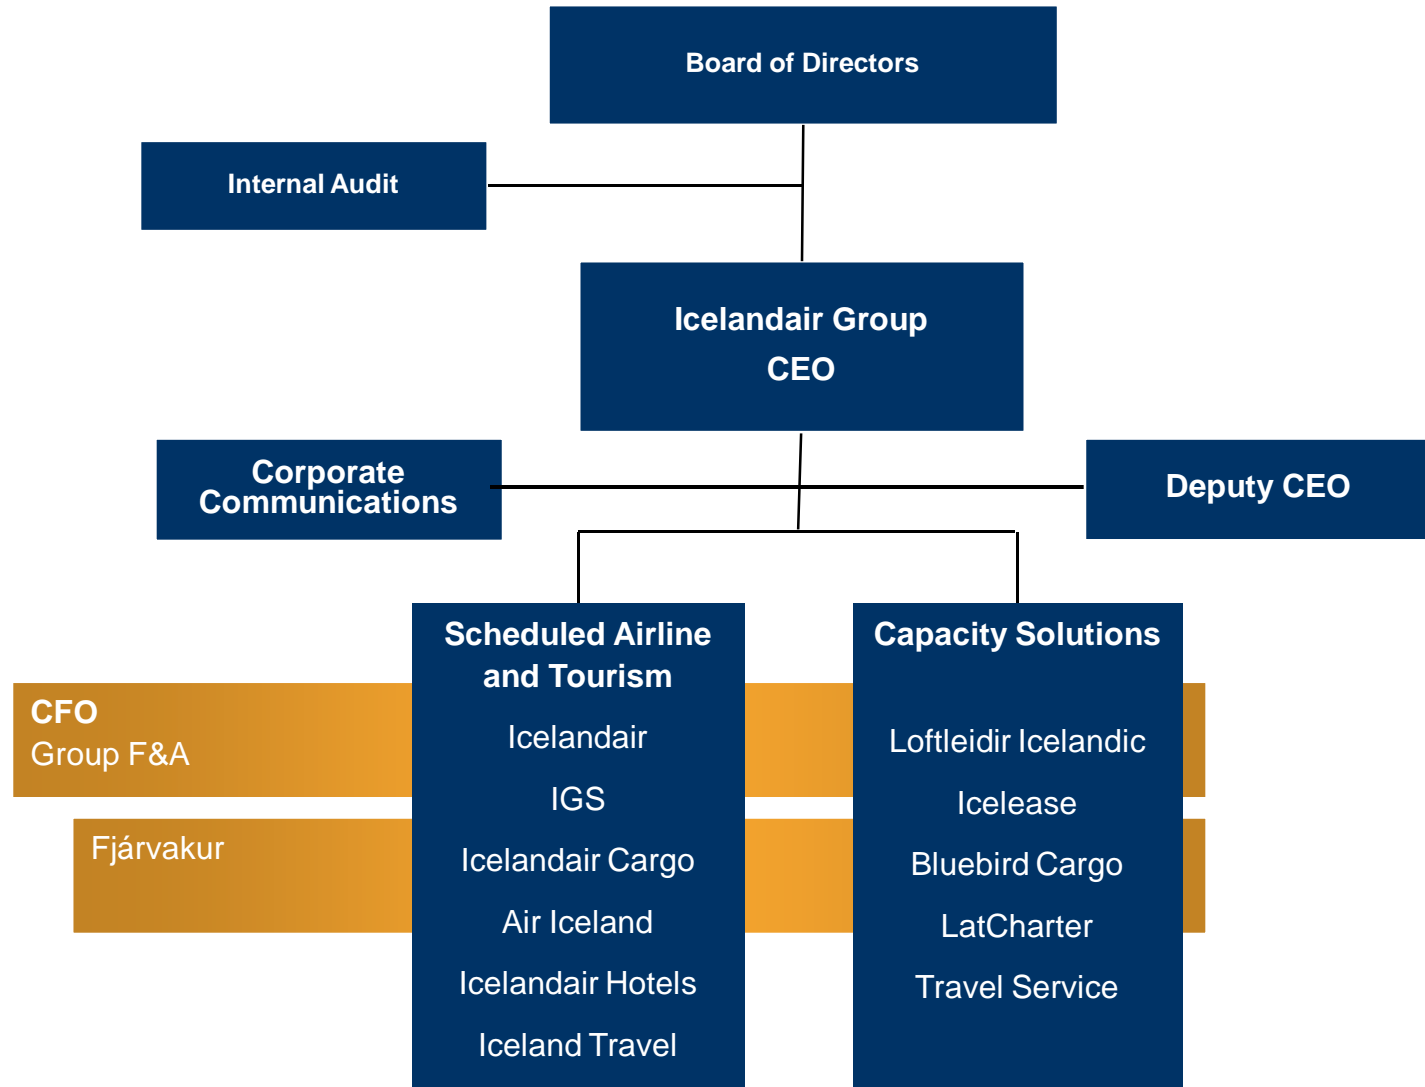 Board of Directors
Internal Audit
Icelandair Group
CEO
Corporate
Communications
Deputy CEO
Scheduled Airline
and Tourism
Icelandair
IGS
Icelandair Cargo
Air Iceland
Icelandair Hotels
Iceland Travel
Capacity Solutions
Loftleidir Icelandic
Icelease
Bluebird Cargo
LatCharter
Travel Service
CFO
Group F&A
Fjárvakur